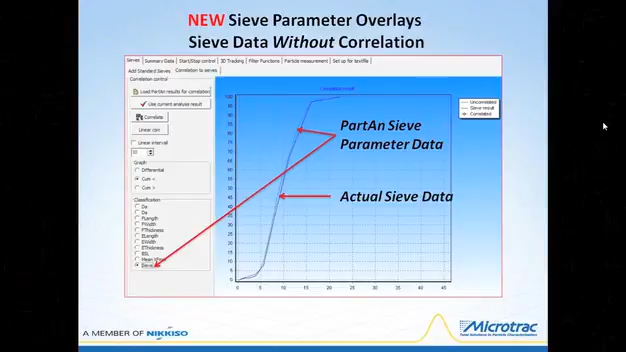 NEW Sieve Parameter Overlays
Sieve Data Without Correlation
Sieves Summary Data Start/Stop control 3D Tracking Filter Functions Particle measurement Set up for textfile
Add Standard Sieves Correlation to sieves
Correlation control
Load PartAn results for correlation
Use current analysis result
Correlate
Linear corr
Linear interval
Graph
Differential
Cum <
Cum >
Classification
Da
FLength
FWidth
FThickness
ELength
EWidth
EThickness
Sieve
Correlation result
100
95
90
85
80
75
70
65
60
55
50
45
40
35
30
25
20
15
10
5
0
0 5 10 15 20 25 30 35 40 45
Uncorrelated
Sieve result
Correlated
PartAn Sieve
Parameter Data
Actual Sieve Data
A MEMBER OF NIKKISO
Microtrac
Total Solutions in Particle Characterization